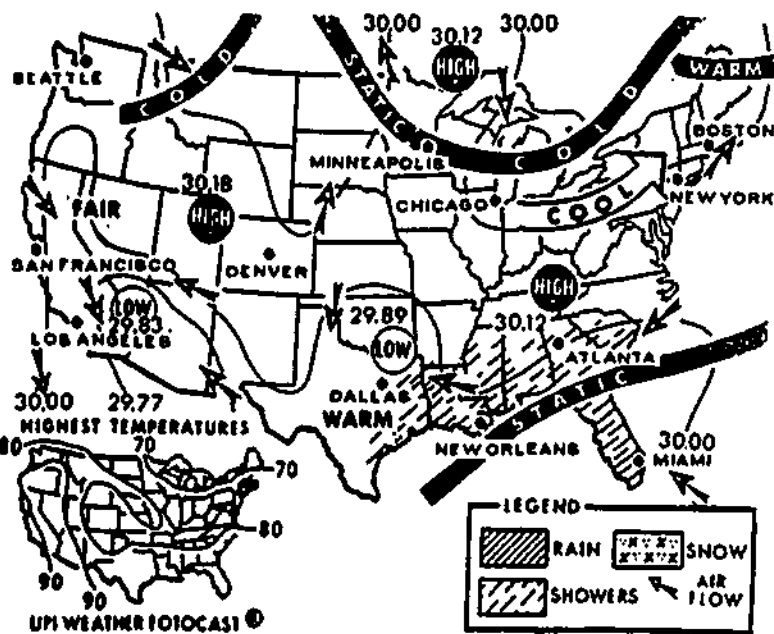 30.00 30.12 30.00
HIGH
COLD
STATIC
COLD
WARM
SEATTLE
BOSTON
MINNEAPOLIS
30.18
HIGH
FAIR
CHICAGO
COOL
NEW YORK
SAN FRANCISCO
DENVER
HIGH
(LOW)
29.83
29.89
LOW
30.12
LOS ANGELES
ATLANTA
DALLAS
WARM
STATIC
30.00 29.77
NEW ORLEANS
30.00
MIAMI
HIGHEST TEMPERATURES
70
70
80
80
90
90
LEGEND
RAIN
SNOW
SHOWERS
AIR FLOW
UPI WEATHER FOTOCAST ©